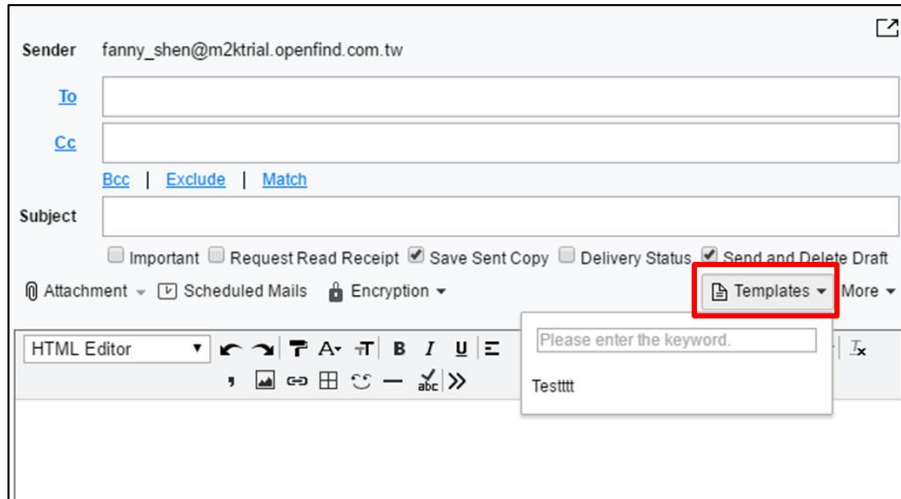 Sender fanny_shen@m2ktrial.openfind.com.tw
To
Cc
Bcc | Exclude | Match
Subject
Important Request Read Receipt Save Sent Copy Delivery Status Send and Delete Draft
Attachment Scheduled Mails Encryption Templates More
HTML Editor A T B I U
abc
Please enter the keyword.
Testttt